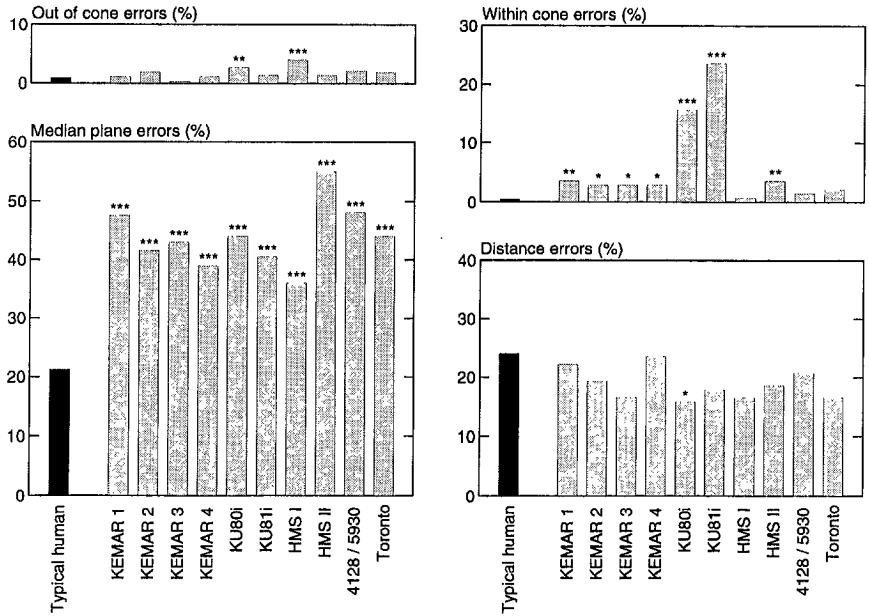 Out of cone errors (%)
10
0
** ***
Median plane errors (%)
60
50
40
30
20
10
0
*** *** *** *** *** *** *** *** *** ***
Typical human
KEMAR 1
KEMAR 2
KEMAR 3
KEMAR 4
KU80i
KU81i
HMS I
HMS II
4128 / 5930
Toronto
Within cone errors (%)
30
20
10
0
** * * * *** *** **
Distance errors (%)
40
30
20
10
0
*
Typical human
KEMAR 1
KEMAR 2
KEMAR 3
KEMAR 4
KU80i
KU81i
HMS I
HMS II
4128 / 5930
Toronto